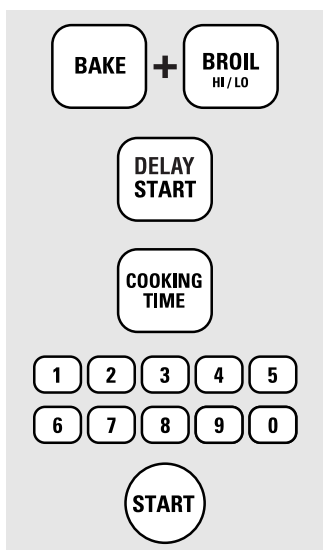 BAKE + BROIL
HI / LO
DELAY
START
COOKING
TIME
1 2 3 4 5
6 7 8 9 0
START